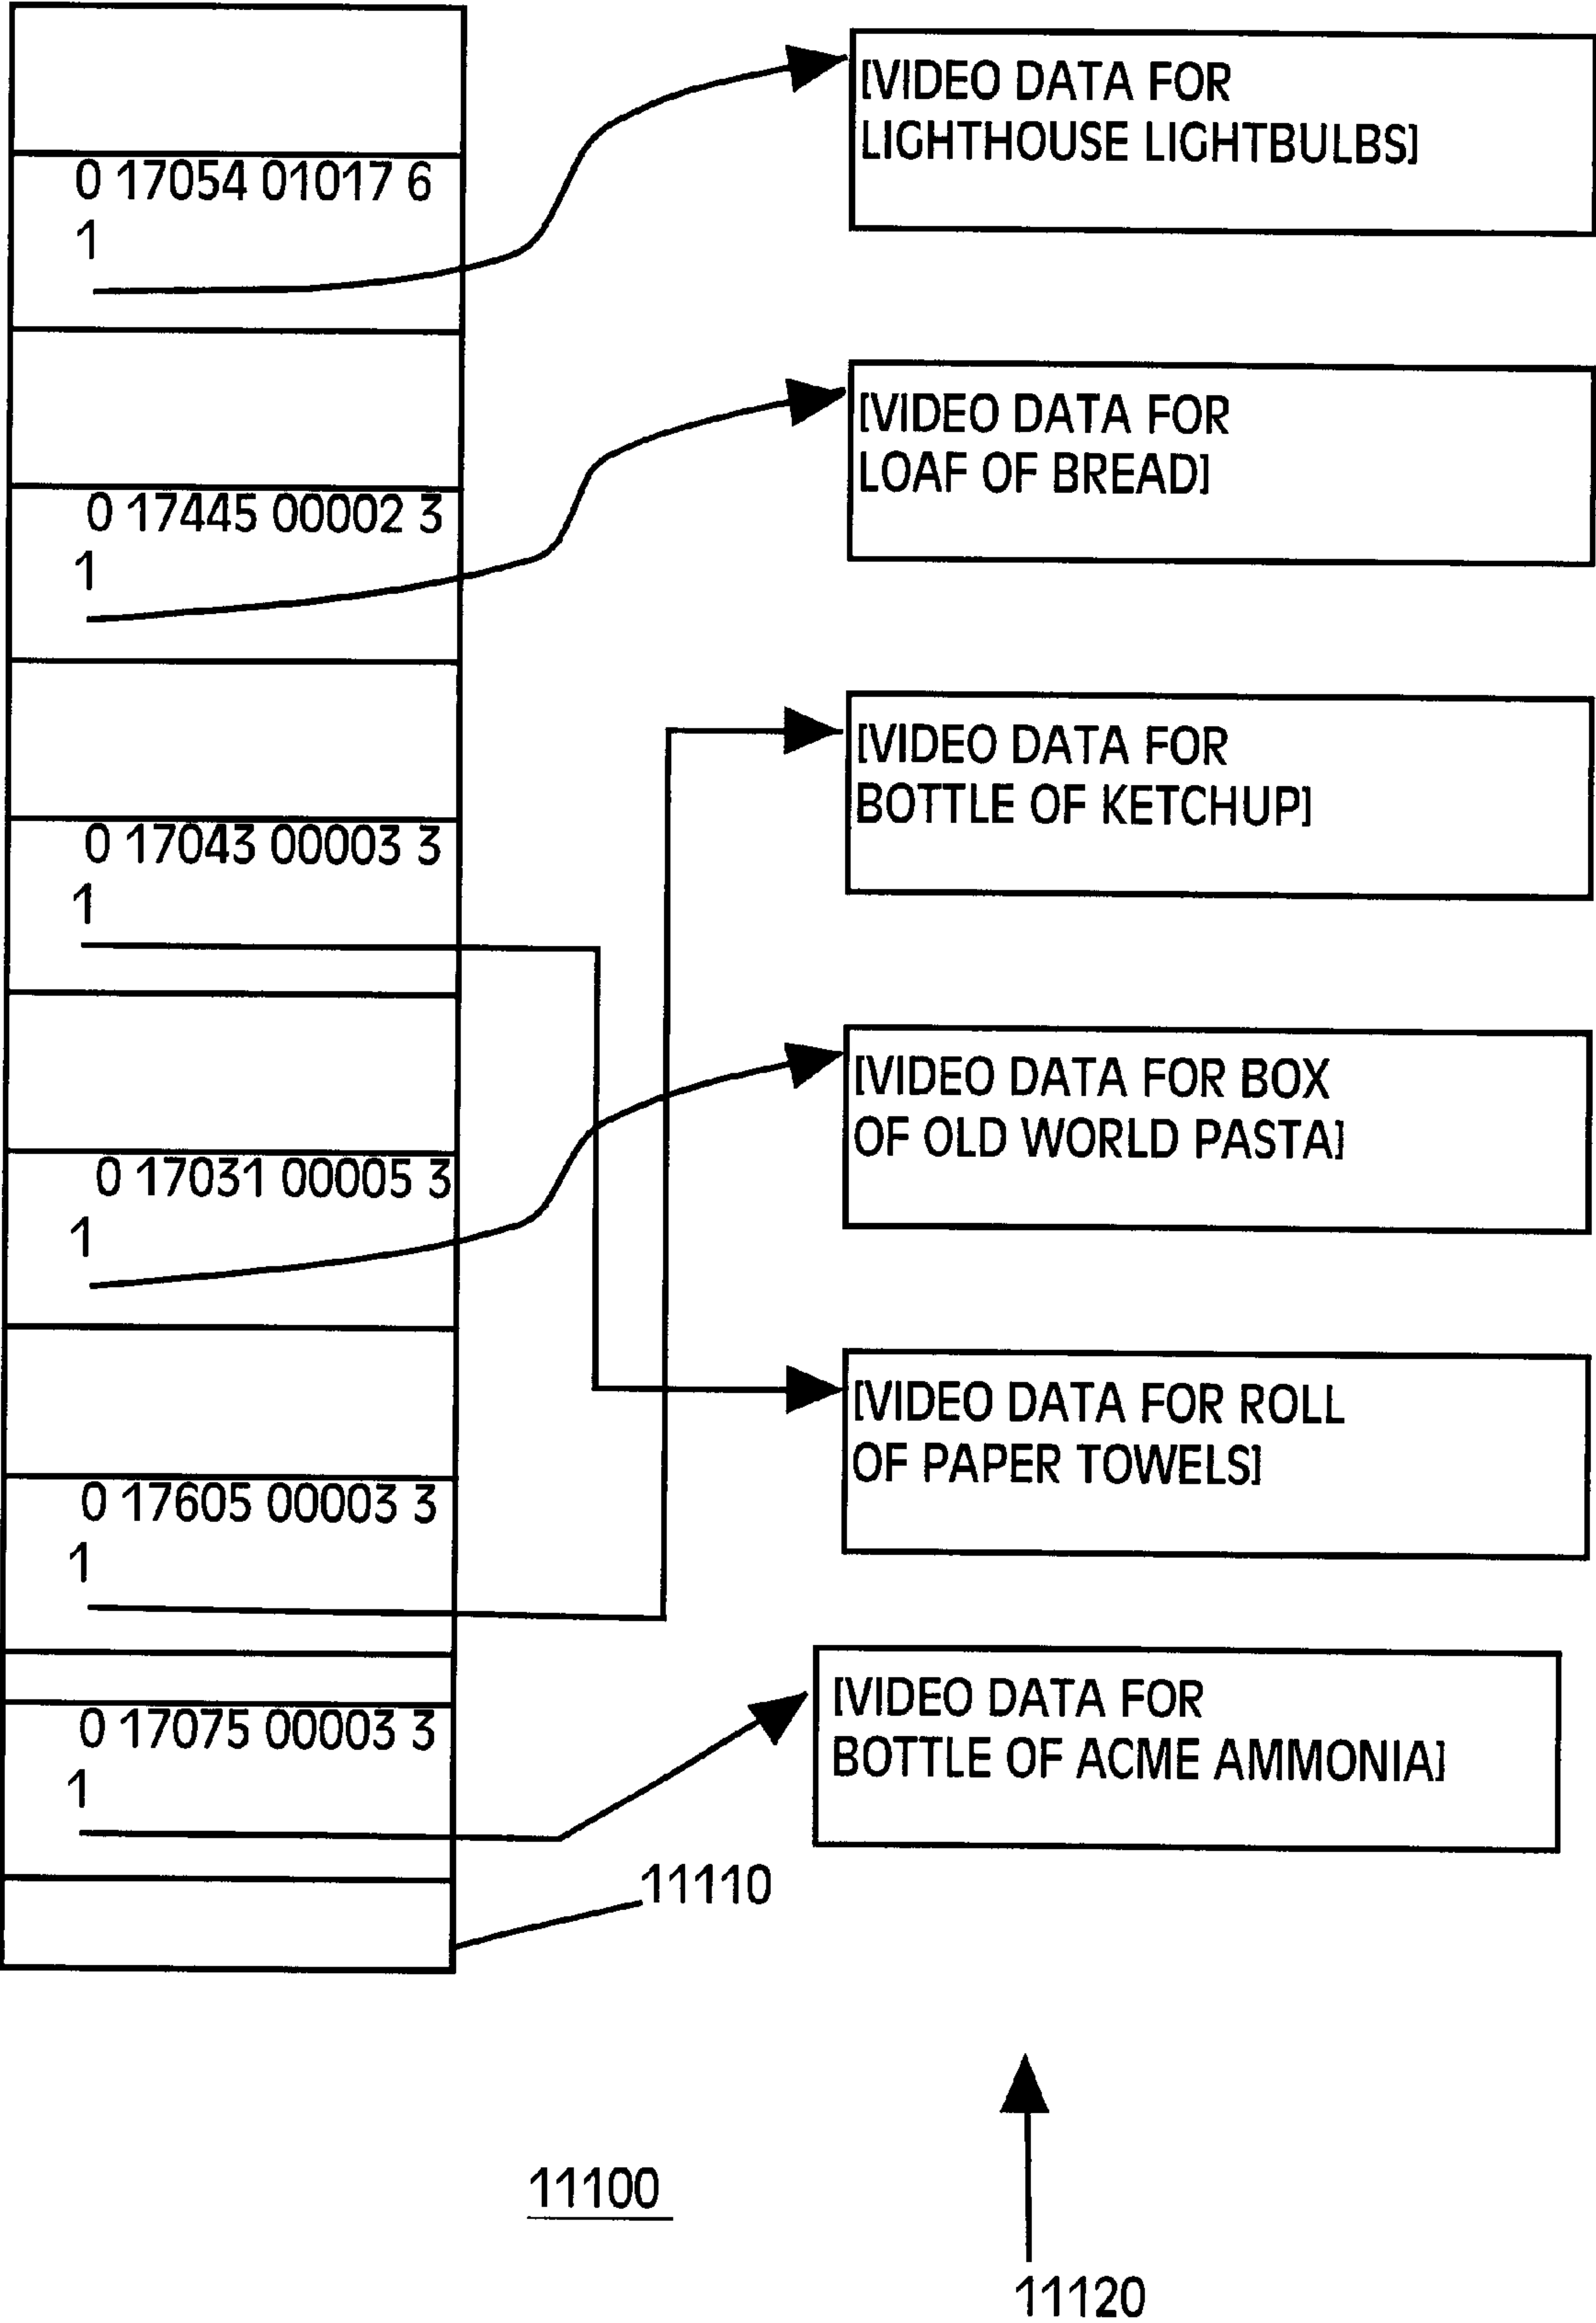 0 17054 01017 6
1
[VIDEO DATA FOR
LIGHTHOUSE LIGHTBULBS]
0 17445 00002 3
1
[VIDEO DATA FOR
LOAF OF BREAD]
0 17043 00003 3
1
[VIDEO DATA FOR
BOTTLE OF KETCHUP]
0 17031 00005 3
1
[VIDEO DATA FOR BOX
OF OLD WORLD PASTA]
0 17605 00003 3
1
[VIDEO DATA FOR ROLL
OF PAPER TOWELS]
0 17075 00003 3
1
[VIDEO DATA FOR
BOTTLE OF ACME AMMONIA]
11110
11100
11120